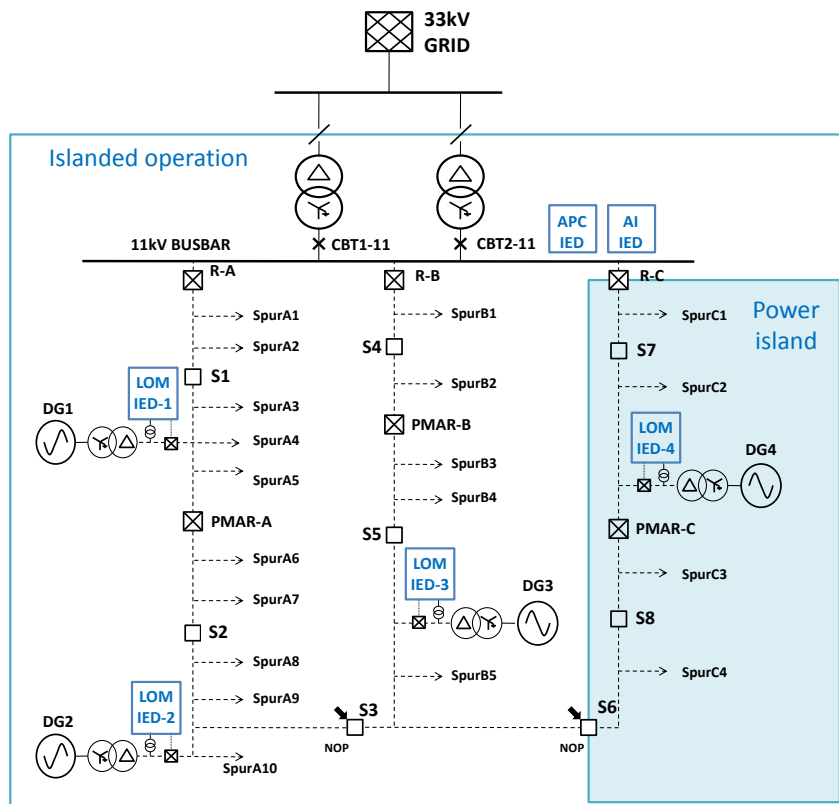 33kV
GRID
Islanded operation
APC
IED
AI
IED
11kV BUSBAR
CBT1-11
CBT2-11
R-A
R-B
R-C
SpurA1
SpurB1
SpurC1
Power
island
SpurA2
S4
S7
S1
LOM
IED-1
SpurB2
SpurC2
DG1
SpurA3
PMAR-B
LOM
IED-4
SpurA4
DG4
SpurB3
SpurA5
SpurB4
PMAR-A
PMAR-C
S5
SpurA6
LOM
IED-3
SpurC3
DG3
SpurA7
S2
S8
SpurA8
SpurB5
SpurC4
LOM
IED-2
SpurA9
DG2
S3
S6
NOP
NOP
SpurA10